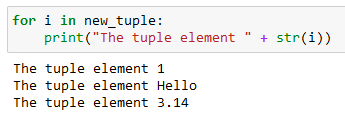 for i in new_tuple:
    print("The tuple element " + str(i))
The tuple element 1
The tuple element Hello
The tuple element 3.14